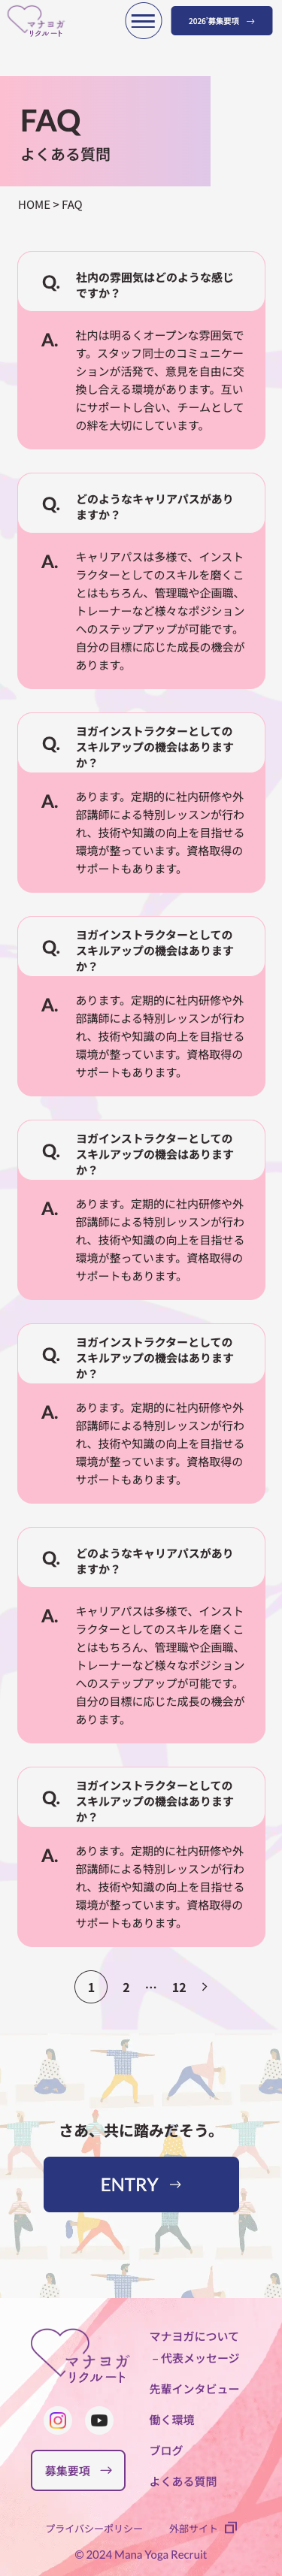 マナヨガ
リクルート
2026'募集要項 →
FAQ
よくある質問
HOME > FAQ
Q. 社内の雰囲気はどのような感じ
ですか？
A. 社内は明るくオープンな雰囲気で
す。スタッフ同士のコミュニケー
ションが活発で、意見を自由に交
換し合える環境があります。互い
にサポートし合い、チームとして
の絆を大切にしています。
Q. どのようなキャリアパスがあり
ますか？
A. キャリアパスは多様で、インスト
ラクターとしてのスキルを磨くこ
とはもちろん、管理職や企画職、
トレーナーなど様々なポジション
へのステップアップが可能です。
自分の目標に応じた成長の機会が
あります。
Q. ヨガインストラクターとしての
スキルアップの機会はあります
か？
A. あります。定期的に社内研修や外
部講師による特別レッスンが行わ
れ、技術や知識の向上を目指せる
環境が整っています。資格取得の
サポートもあります。
Q. ヨガインストラクターとしての
スキルアップの機会はあります
か？
A. あります。定期的に社内研修や外
部講師による特別レッスンが行わ
れ、技術や知識の向上を目指せる
環境が整っています。資格取得の
サポートもあります。
Q. ヨガインストラクターとしての
スキルアップの機会はあります
か？
A. あります。定期的に社内研修や外
部講師による特別レッスンが行わ
れ、技術や知識の向上を目指せる
環境が整っています。資格取得の
サポートもあります。
Q. ヨガインストラクターとしての
スキルアップの機会はあります
か？
A. あります。定期的に社内研修や外
部講師による特別レッスンが行わ
れ、技術や知識の向上を目指せる
環境が整っています。資格取得の
サポートもあります。
Q. どのようなキャリアパスがあり
ますか？
A. キャリアパスは多様で、インスト
ラクターとしてのスキルを磨くこ
とはもちろん、管理職や企画職、
トレーナーなど様々なポジション
へのステップアップが可能です。
自分の目標に応じた成長の機会が
あります。
Q. ヨガインストラクターとしての
スキルアップの機会はあります
か？
A. あります。定期的に社内研修や外
部講師による特別レッスンが行わ
れ、技術や知識の向上を目指せる
環境が整っています。資格取得の
サポートもあります。
1 2 … 12 >
さあ、共に踏みだそう。
ENTRY →
マナヨガ
リクルート
募集要項 →
マナヨガについて
－代表メッセージ
先輩インタビュー
働く環境
ブログ
よくある質問
プライバシーポリシー 外部サイト
© 2024 Mana Yoga Recruit